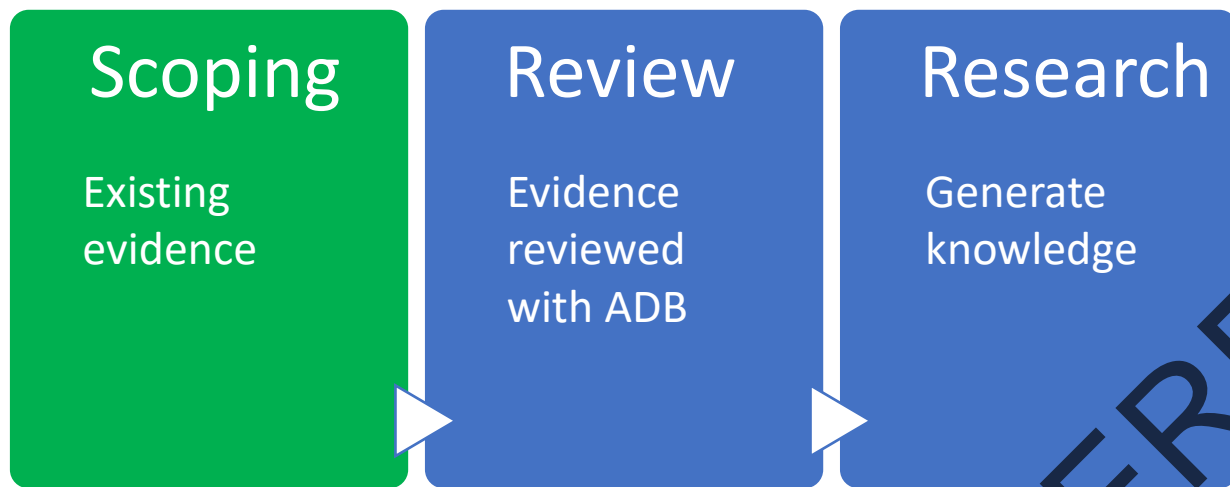 Scoping
Existing
evidence
Review
Evidence
reviewed
with ADB
Research
Generate
knowledge